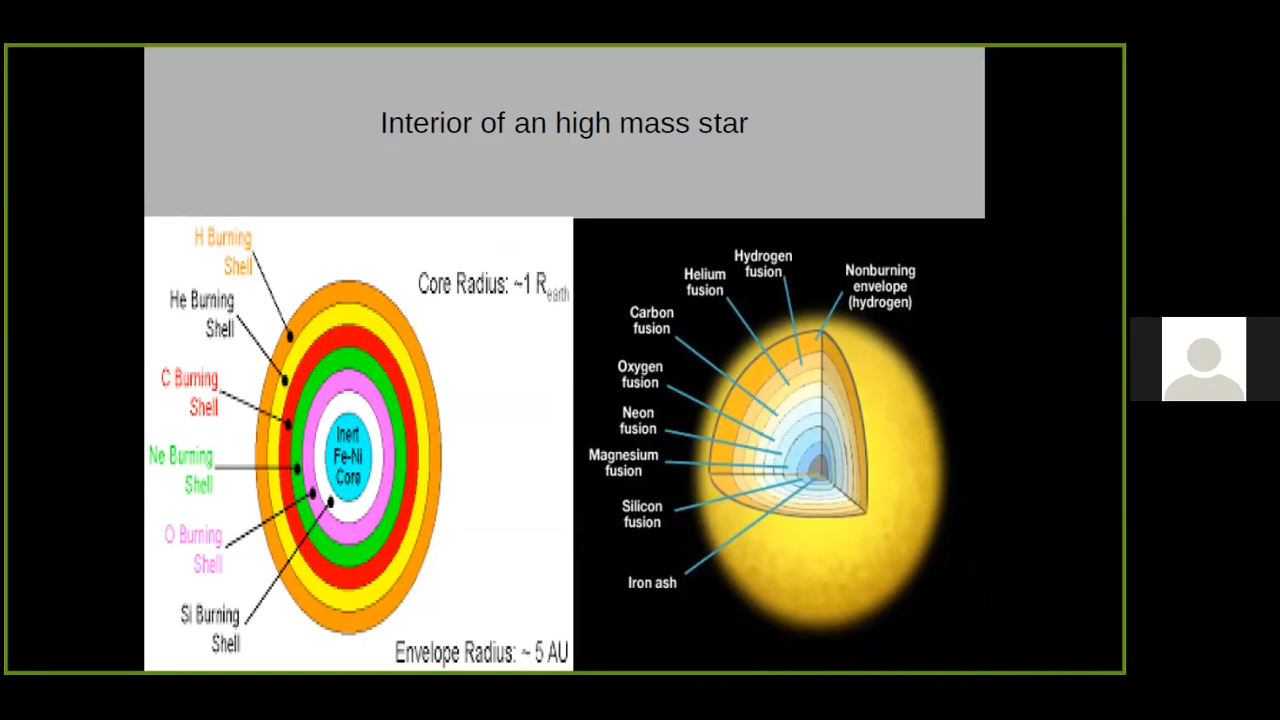 Interior of an high mass star
H Burning
Shell
He Burning
Shell
C Burning
Shell
Ne Burning
Shell
O Burning
Shell
Si Burning
Shell
Inert
Fe-Ni
Core
Core Radius: ~1 Rearth
Envelope Radius: ~ 5 AU
Hydrogen
fusion
Helium
fusion
Nonburning
envelope
(hydrogen)
Carbon
fusion
Oxygen
fusion
Neon
fusion
Magnesium
fusion
Silicon
fusion
Iron ash